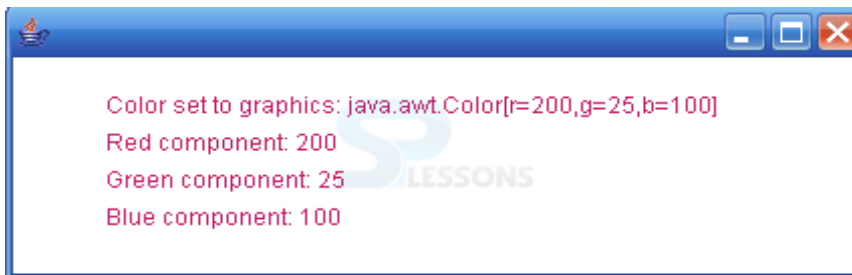 Color set to graphics: java.awt.Color[r=200,g=25,b=100]
Red component: 200
Green component: 25
Blue component: 100
SP LESSONS